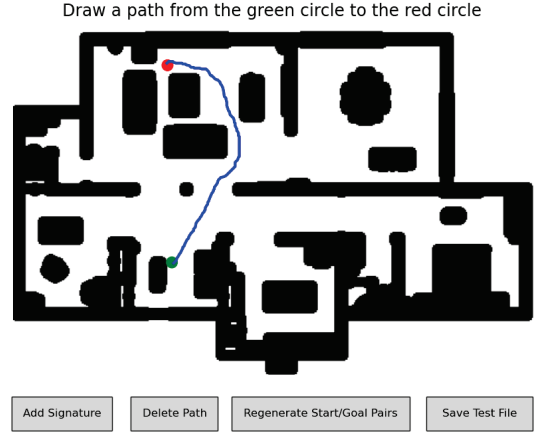 Draw a path from the green circle to the red circle
Add Signature
Delete Path
Regenerate Start/Goal Pairs
Save Test File